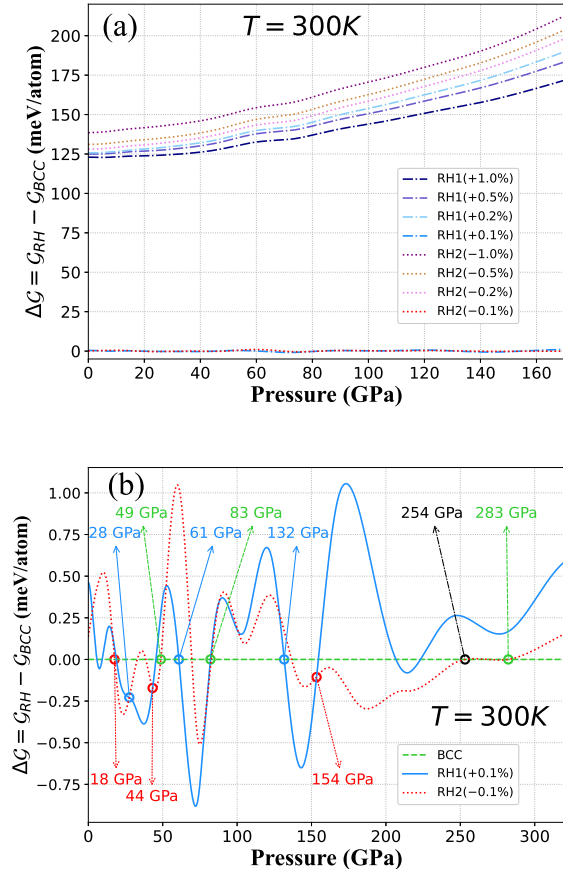 (a)
T = 300K
ΔG = G_RH − G_BCC (meV/atom)
200
175
150
125
100
75
50
25
0
RH1(+1.0%)
RH1(+0.5%)
RH1(+0.2%)
RH1(+0.1%)
RH2(−1.0%)
RH2(−0.5%)
RH2(−0.2%)
RH2(−0.1%)
0 20 40 60 80 100 120 140 160
Pressure (GPa)
(b)
ΔG = G_RH − G_BCC (meV/atom)
1.00
0.75
0.50
0.25
0.00
−0.25
−0.50
−0.75
49 GPa 83 GPa 254 GPa 283 GPa
28 GPa 61 GPa 132 GPa
18 GPa 154 GPa
44 GPa
T = 300K
BCC
RH1(+0.1%)
RH2(−0.1%)
0 50 100 150 200 250 300
Pressure (GPa)